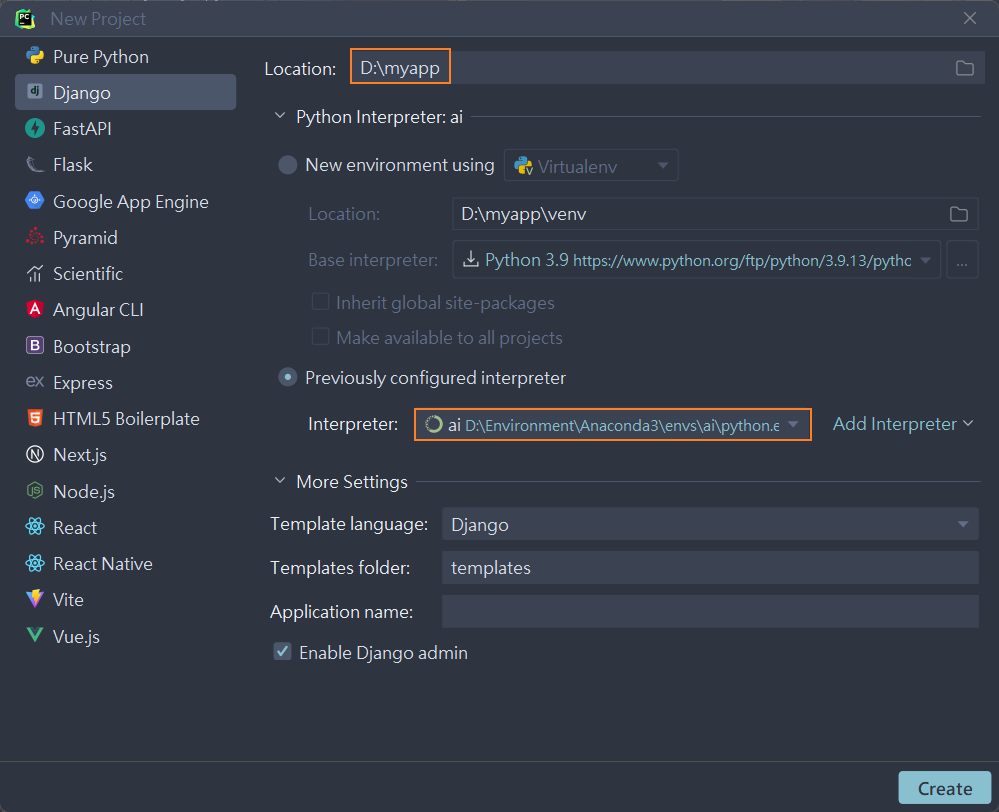 New Project
Pure Python
Django
FastAPI
Flask
Google App Engine
Pyramid
Scientific
Angular CLI
Bootstrap
Express
HTML5 Boilerplate
Next.js
Node.js
React
React Native
Vite
Vue.js
Location: D:\myapp
Python Interpreter: ai
New environment using Virtualenv
Location: D:\myapp\venv
Base interpreter: Python 3.9 https://www.python.org/ftp/python/3.9.13/pythc ...
Inherit global site-packages
Make available to all projects
Previously configured interpreter
Interpreter: ai D:\Environment\Anaconda3\envs\ai\python.e Add Interpreter
More Settings
Template language: Django
Templates folder: templates
Application name:
Enable Django admin
Create